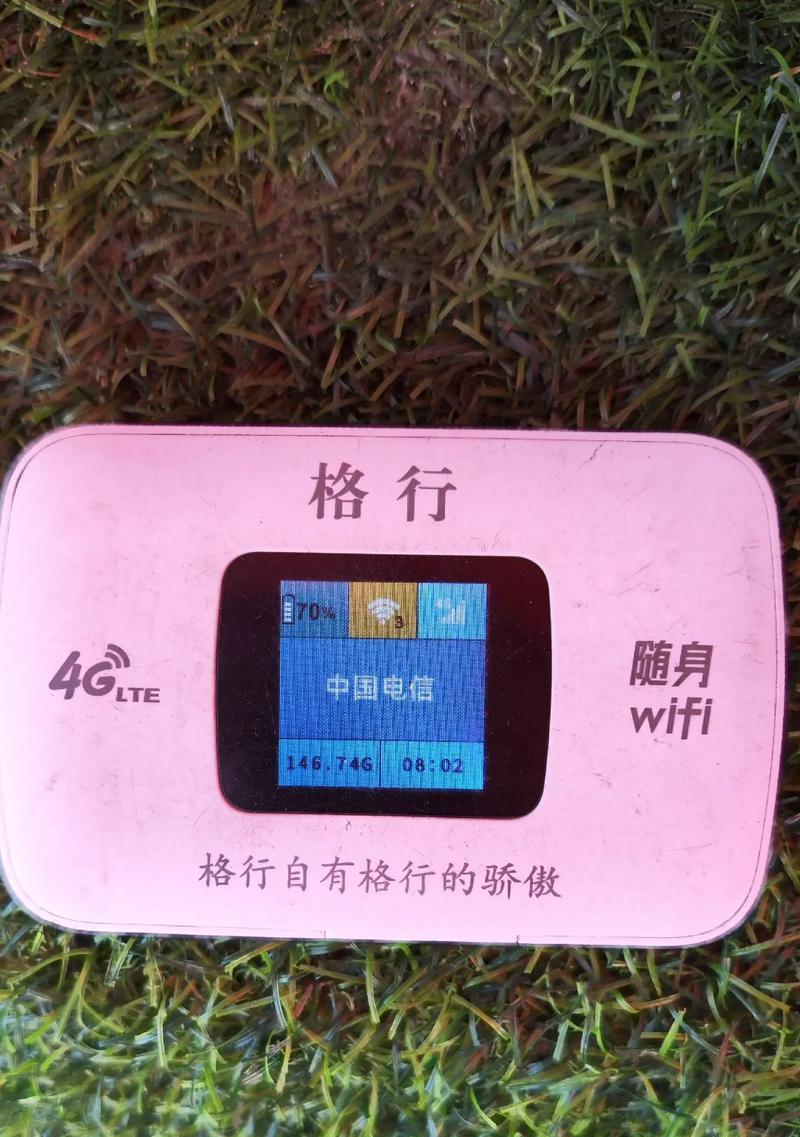 格行
70%
3
4G
中国电信
146.74G 08:02
4G LTE
随身
wifi
格行自有格行的骄傲